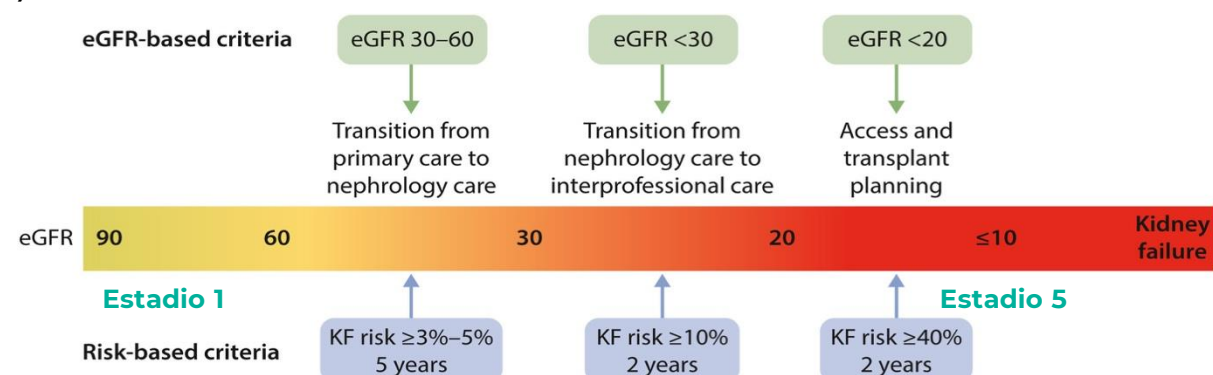 eGFR-based criteria
eGFR 30–60
eGFR <30
eGFR <20
Transition from
primary care to
nephrology care
Transition from
nephrology care to
interprofessional care
Access and
transplant
planning
eGFR 90 60 30 20 ≤10 Kidney
failure
Estadio 1
Estadio 5
Risk-based criteria
KF risk ≥3%–5%
5 years
KF risk ≥10%
2 years
KF risk ≥40%
2 years